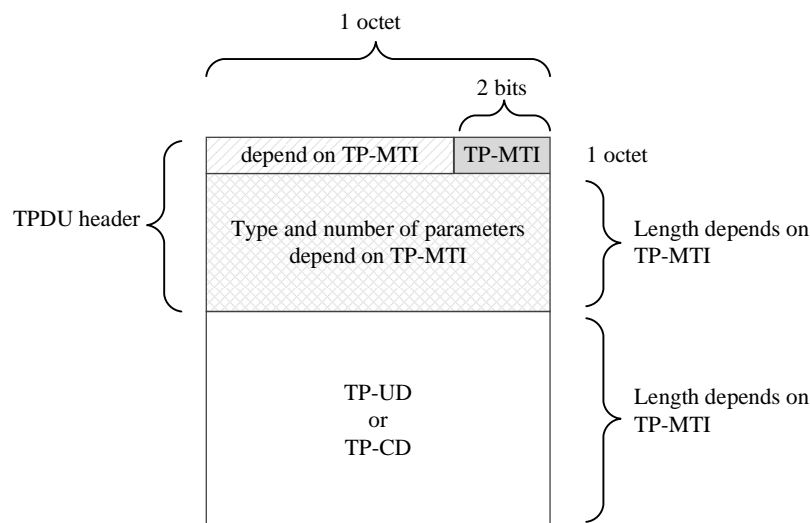 1 octet
2 bits
depend on TP-MTI TP-MTI 1 octet
TPDU header
Type and number of parameters
depend on TP-MTI
Length depends on
TP-MTI
TP-UD
or
TP-CD
Length depends on
TP-MTI